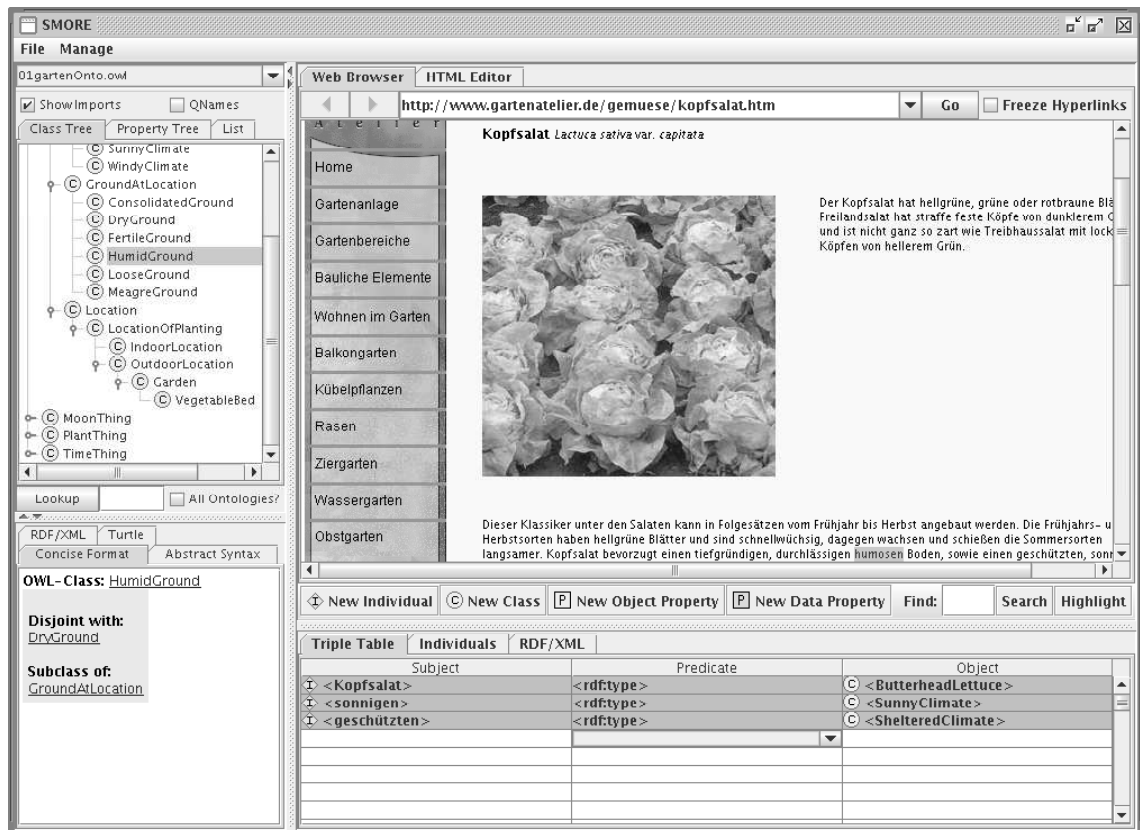 SMORE
File Manage
01gartenOnto.owl
ShowImports QNames
Class Tree Property Tree List
SunnyClimate
WindyClimate
GroundAtLocation
ConsolidatedGround
DryGround
FertileGround
HumidGround
LooseGround
MeagreGround
Location
LocationOfPlanting
IndoorLocation
OutdoorLocation
Garden
VegetableBed
MoonThing
PlantThing
TimeThing
Lookup All Ontologies?
RDF/XML Turtle
Concise Format Abstract Syntax
OWL-Class: HumidGround
Disjoint with:
DryGround
Subclass of:
GroundAtLocation
Web Browser HTML Editor
http://www.gartenatelier.de/gemuese/kopfsalat.htm Go Freeze Hyperlinks
Atelier
Home
Gartenanlage
Gartenbereiche
Bauliche Elemente
Wohnen im Garten
Balkongarten
Kübelpflanzen
Rasen
Ziergarten
Wassergarten
Obstgarten
Kopfsalat Lactuca sativa var. capitata
Der Kopfsalat hat hellgrüne, grüne oder rotbraune Blä
Freilandsalat hat straffe feste Köpfe von dunklerem G
und ist nicht ganz so zart wie Treibhaussalat mit lock
Köpfen von hellerem Grün.
Dieser Klassiker unter den Salaten kann in Folgesätzen vom Frühjahr bis Herbst angebaut werden. Die Frühjahrs- u
Herbstsorten haben hellgrüne Blätter und sind schnellwüchsig, dagegen wachsen und schießen die Sommersorten
langsamer. Kopfsalat bevorzugt einen tiefgründigen, durchlässigen humosen Boden, sowie einen geschützten, sonn
New Individual C New Class P New Object Property P New Data Property Find: Search Highlight
Triple Table Individuals RDF/XML
Subject Predicate Object
<Kopfsalat> <rdf:type> <ButterheadLettuce>
<sonnigen> <rdf:type> <SunnyClimate>
<geschützten> <rdf:type> <ShelteredClimate>